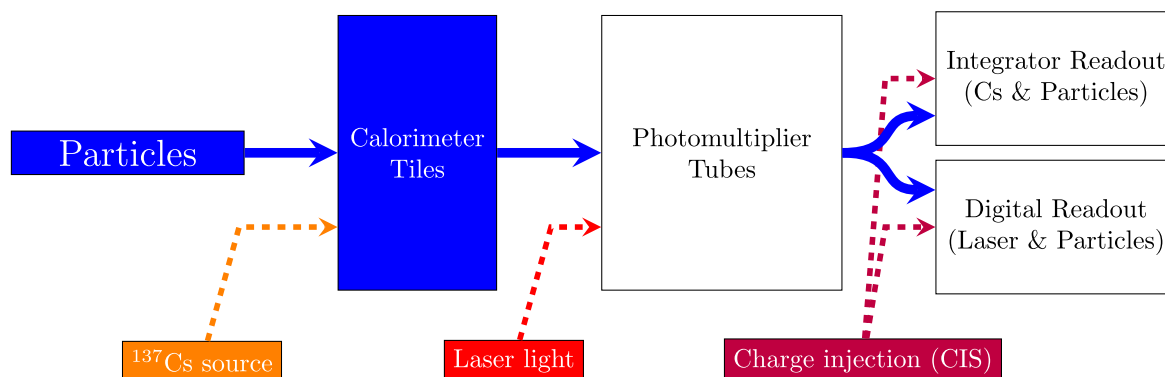 Particles
Calorimeter
Tiles
Photomultiplier
Tubes
Integrator Readout
(Cs & Particles)
Digital Readout
(Laser & Particles)
¹³⁷Cs source
Laser light
Charge injection (CIS)